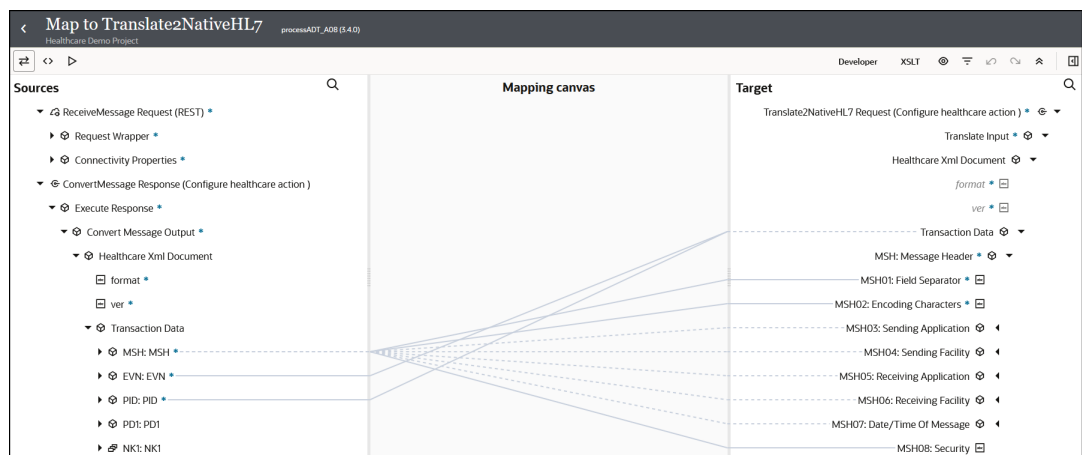 Map to Translate2NativeHL7 processADT_A08 (3.4.0)
Healthcare Demo Project
Developer XSLT
Sources
Mapping canvas
Target
ReceiveMessage Request (REST) *
Translate2NativeHL7 Request (Configure healthcare action ) *
Request Wrapper *
Translate Input *
Connectivity Properties *
Healthcare Xml Document
ConvertMessage Response (Configure healthcare action )
format *
Execute Response *
ver *
Convert Message Output *
Transaction Data
Healthcare Xml Document
MSH: Message Header *
format *
MSH01: Field Separator *
ver *
MSH02: Encoding Characters *
Transaction Data
MSH03: Sending Application
MSH: MSH *
MSH04: Sending Facility
EVN: EVN *
MSH05: Receiving Application
PID: PID *
MSH06: Receiving Facility
PD1: PD1
MSH07: Date/Time Of Message
NK1: NK1
MSH08: Security